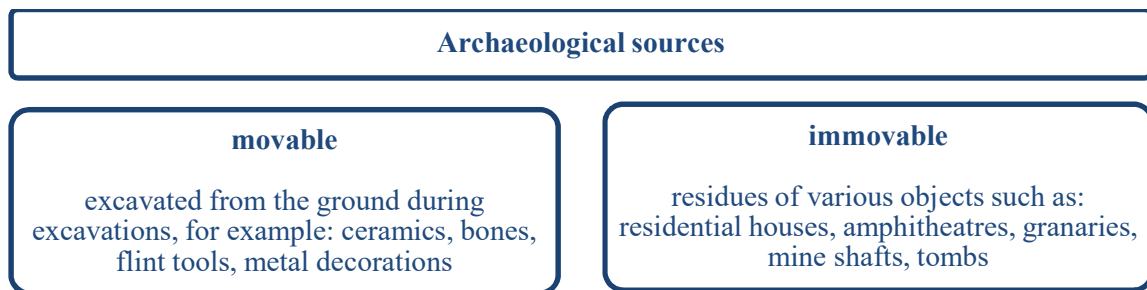 Archaeological sources
movable
excavated from the ground during
excavations, for example: ceramics, bones,
flint tools, metal decorations
immovable
residues of various objects such as:
residential houses, amphitheatres, granaries,
mine shafts, tombs